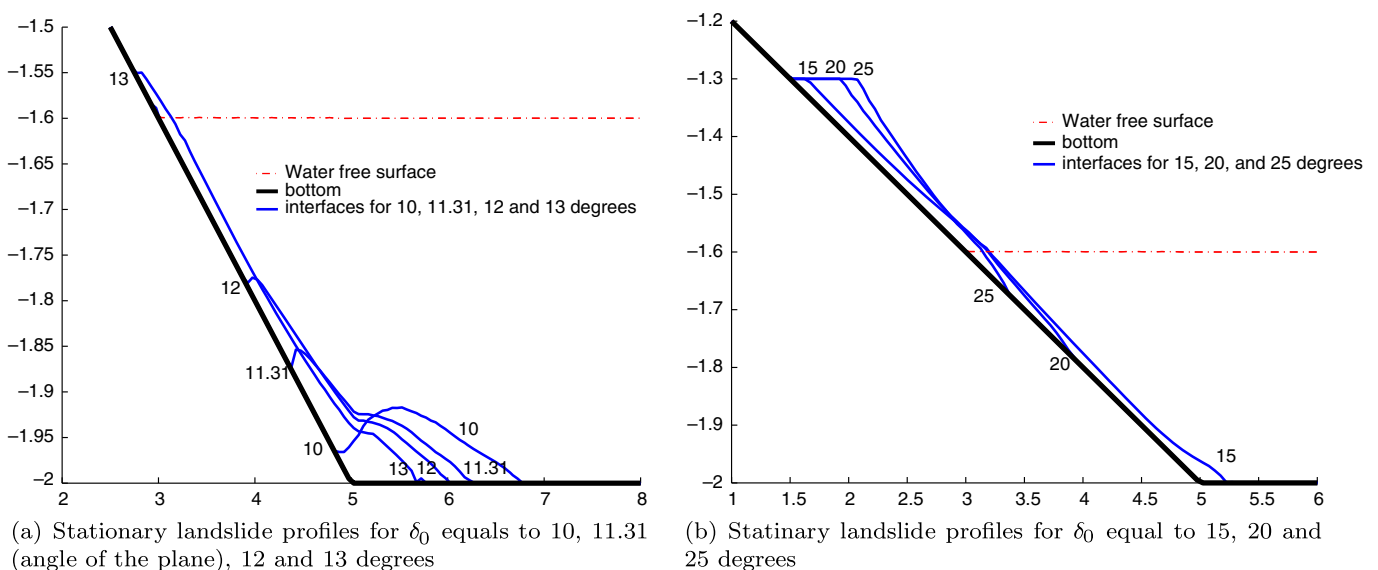 −1.5
−1.55
−1.6
−1.65
−1.7
−1.75
−1.8
−1.85
−1.9
−1.95
−2
2 3 4 5 6 7 8
13
12
11.31
10
10
13 12 11.31
Water free surface
bottom
interfaces for 10, 11.31, 12 and 13 degrees
(a) Stationary landslide profiles for δ₀ equals to 10, 11.31
(angle of the plane), 12 and 13 degrees
−1.2
−1.3
−1.4
−1.5
−1.6
−1.7
−1.8
−1.9
−2
1 1.5 2 2.5 3 3.5 4 4.5 5 5.5 6
15 20 25
25
20
15
Water free surface
bottom
interfaces for 15, 20, and 25 degrees
(b) Statinary landslide profiles for δ₀ equal to 15, 20 and
25 degrees